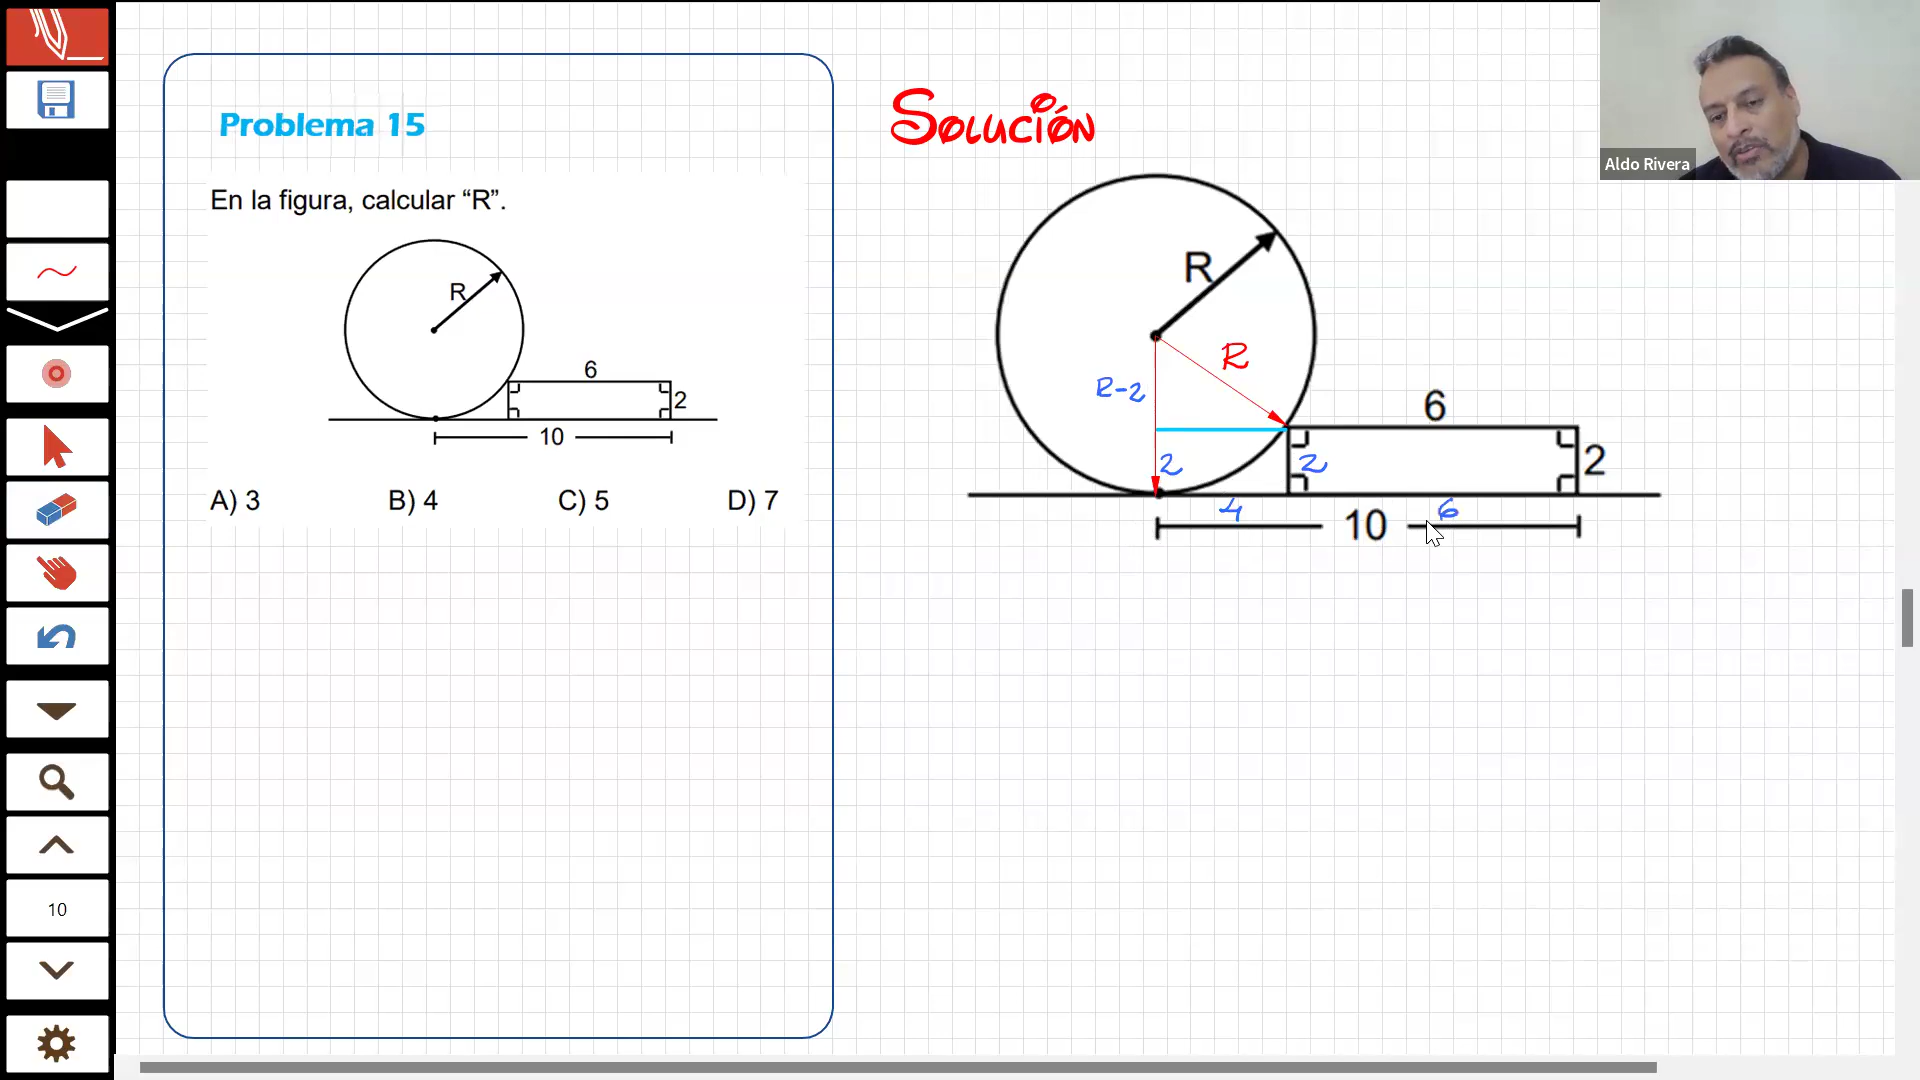 Problema 15
En la figura, calcular “R”.
R
6
2
10
A) 3 B) 4 C) 5 D) 7
Solución
R
R
R-2
6
2
2
2
4
6
10
Aldo Rivera
10